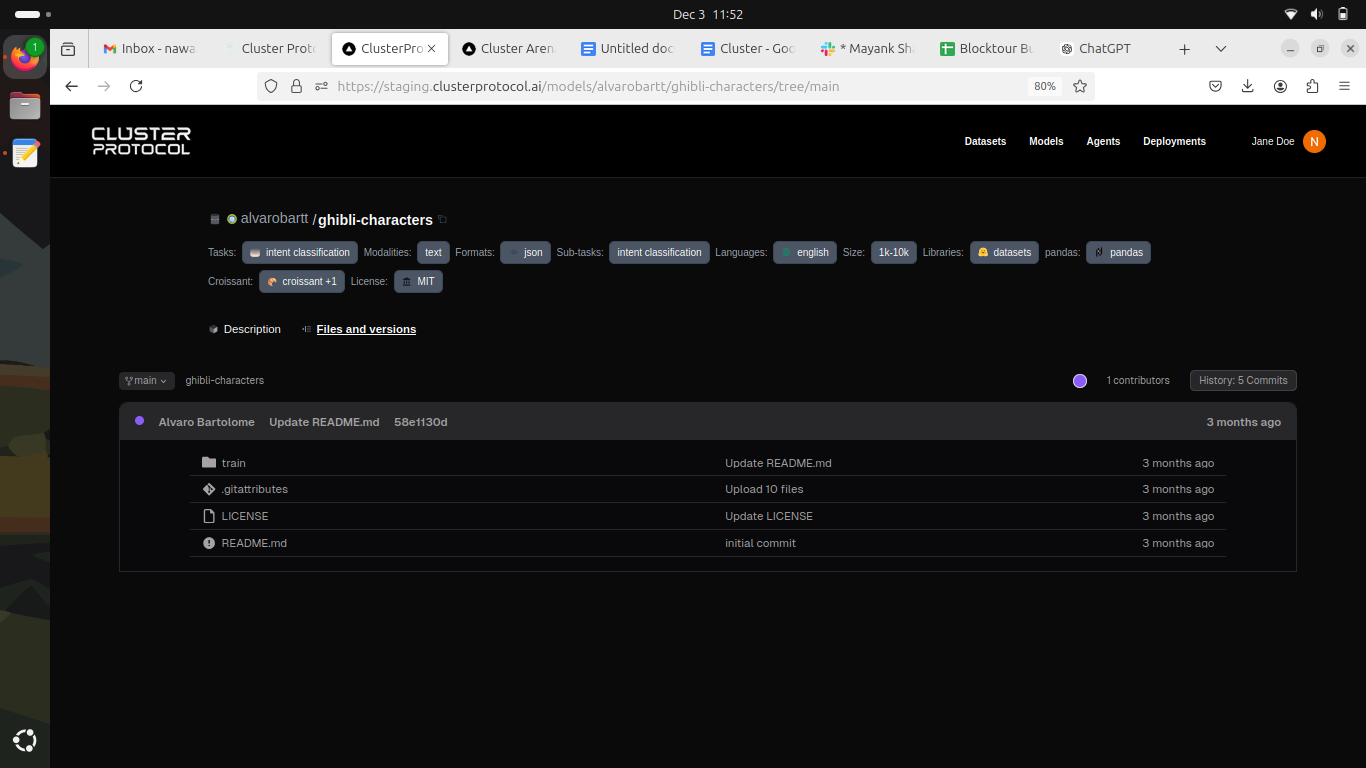 Dec 3 11:52
1
Inbox - nawa
Cluster Proto
ClusterPro
Cluster Aren
Untitled doc
Cluster - Goo
* Mayank Sha
Blocktour Bu
ChatGPT
https://staging.clusterprotocol.ai/models/alvarobartt/ghibli-characters/tree/main
80%
CLUSTER
PROTOCOL
Datasets Models Agents Deployments Jane Doe N
alvarobartt /ghibli-characters
Tasks: intent classification Modalities: text Formats: json Sub-tasks: intent classification Languages: english Size: 1k-10k Libraries: datasets pandas: pandas
Croissant: croissant +1 License: MIT
Description Files and versions
main ghibli-characters 1 contributors History: 5 Commits
Alvaro Bartolome Update README.md 58e1130d 3 months ago
train Update README.md 3 months ago
.gitattributes Upload 10 files 3 months ago
LICENSE Update LICENSE 3 months ago
README.md initial commit 3 months ago